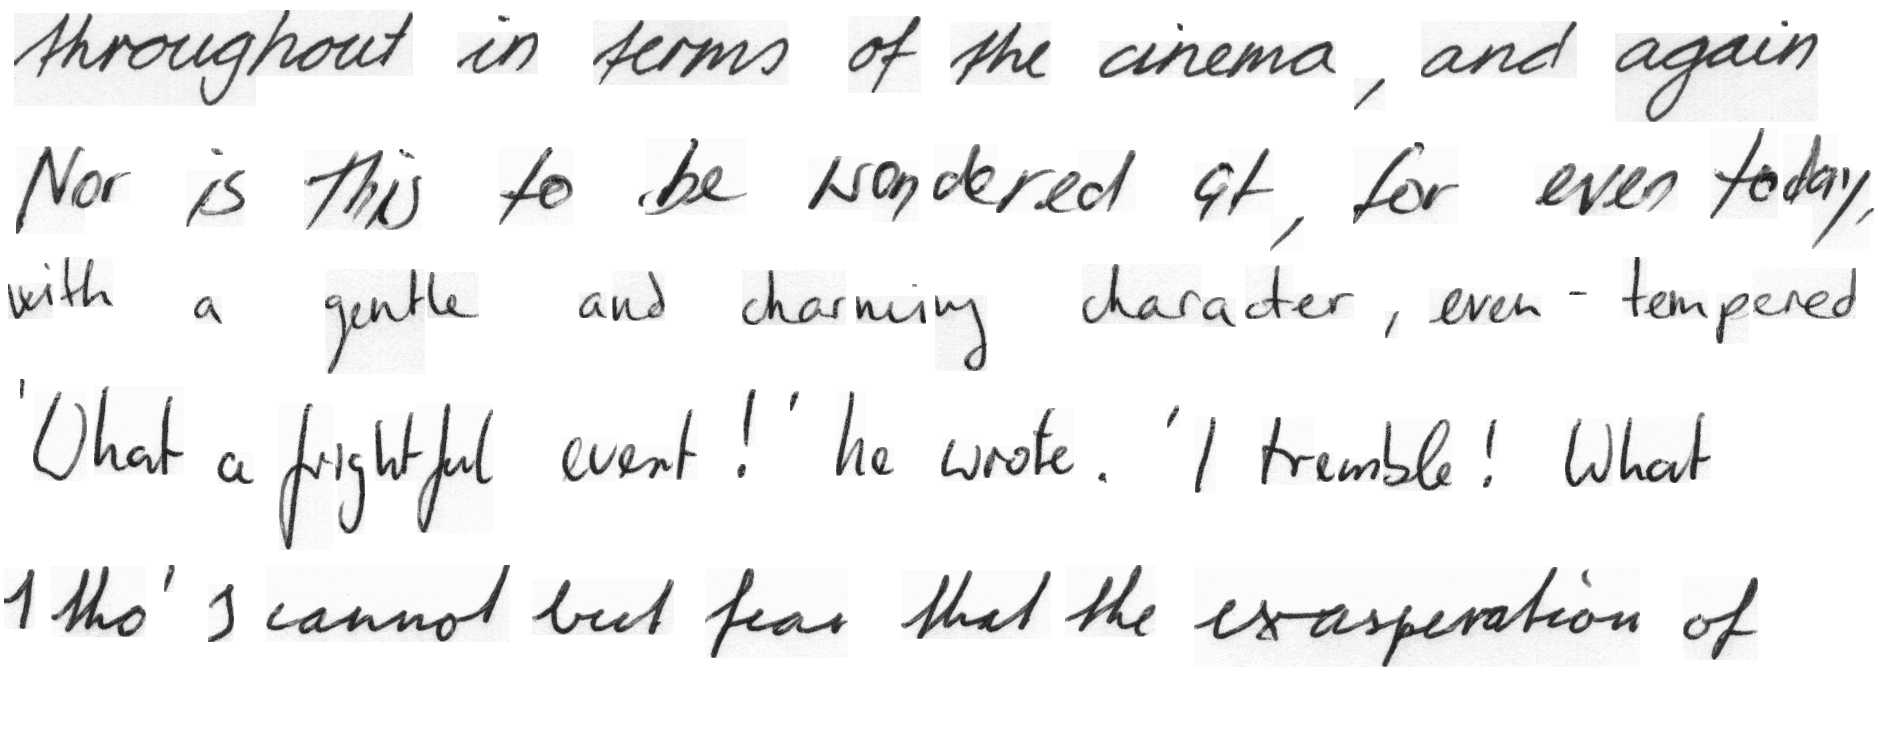 throughout in terms of the cinema, and again
Nor is this to be wondered at, for even today,
with a gentle and charming character, even-tempered
'What a frightful event!' he wrote. 'I tremble! What
1 tho' I cannot but fear that the exasperation of